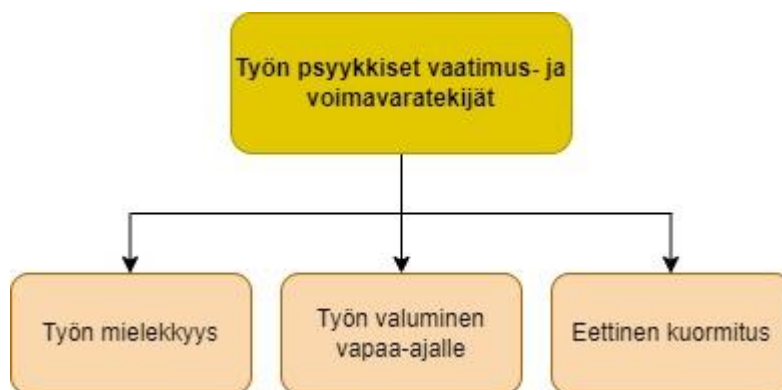 Työn psyykkiset vaatimus- ja
voimavaratekijät
Työn mielekkyys
Työn valuminen
vapaa-ajalle
Eettinen kuormitus